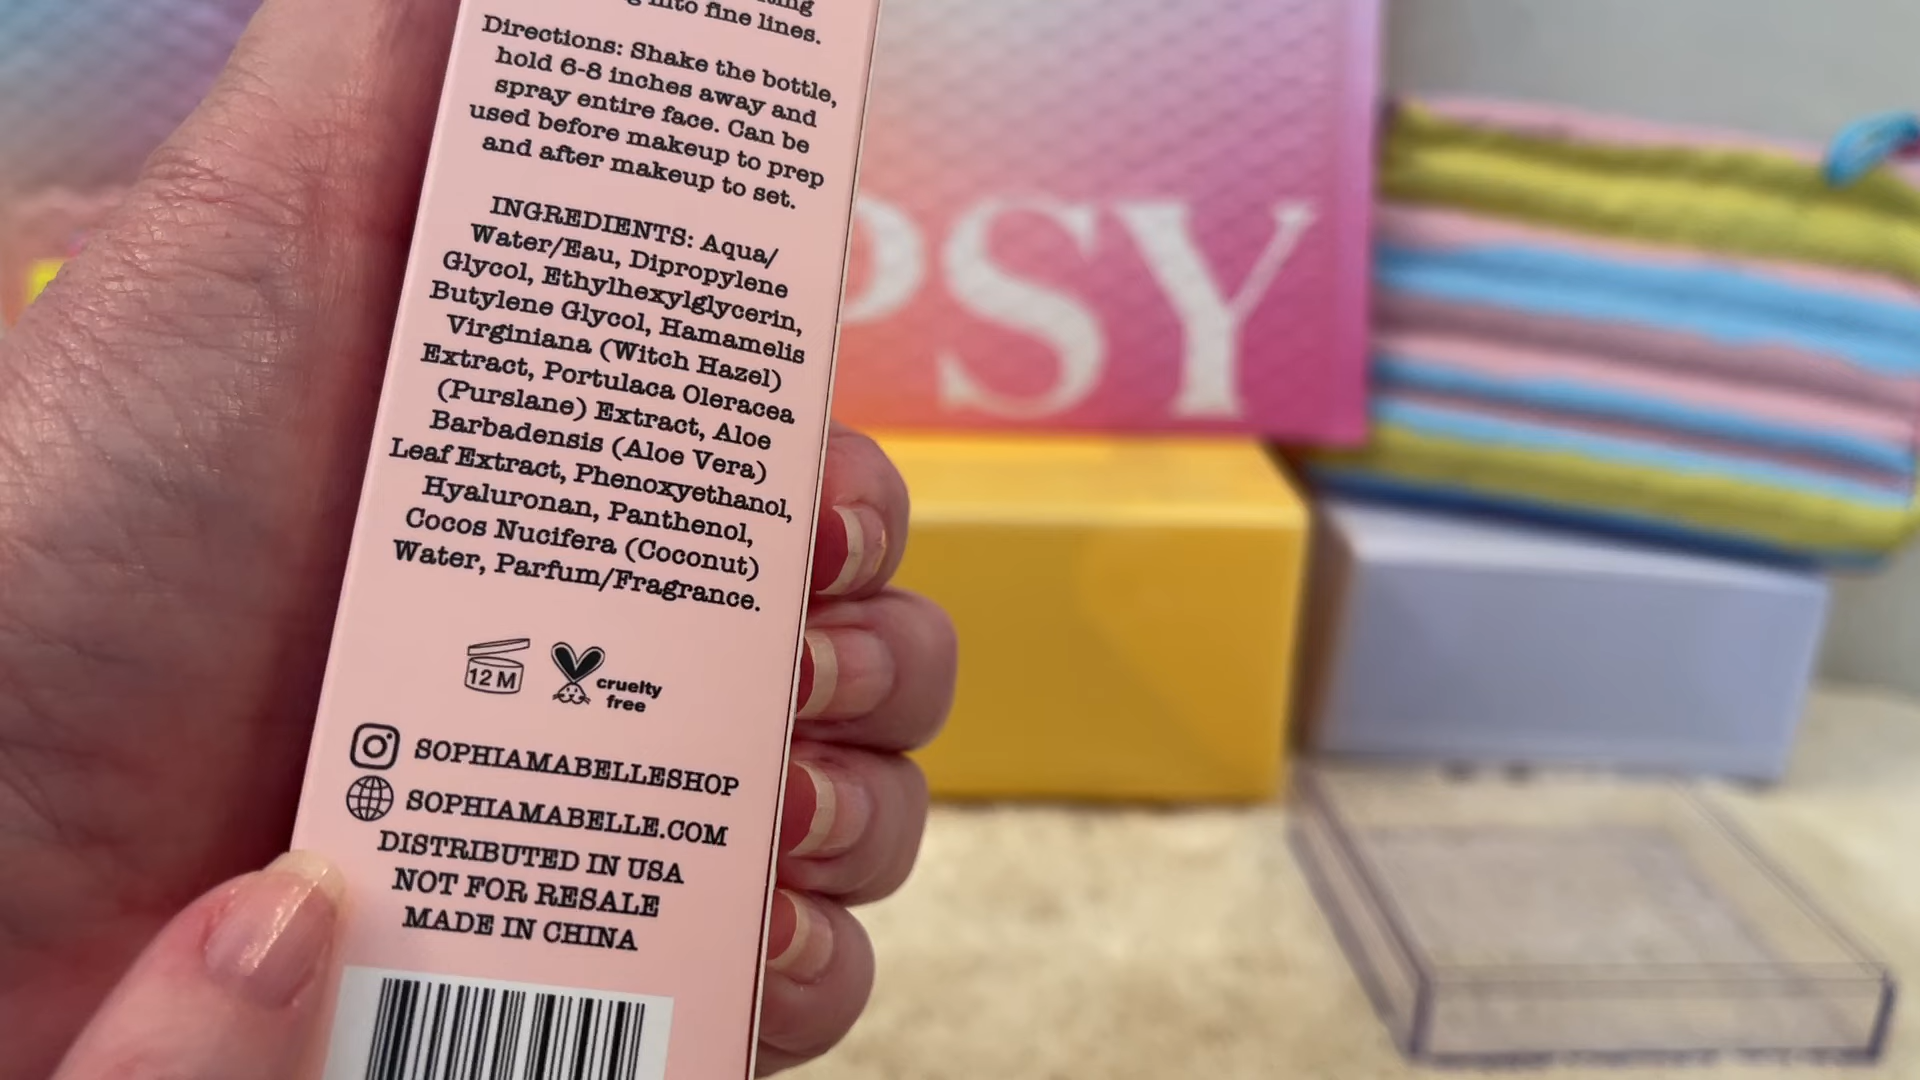 into fine lines.
Directions: Shake the bottle,
hold 6-8 inches away and
spray entire face. Can be
used before makeup to prep
and after makeup to set.
INGREDIENTS: Aqua/
Water/Eau, Dipropylene
Glycol, Ethylhexylglycerin,
Butylene Glycol, Hamamelis
Virginiana (Witch Hazel)
Extract, Portulaca Oleracea
(Purslane) Extract, Aloe
Barbadensis (Aloe Vera)
Leaf Extract, Phenoxyethanol,
Hyaluronan, Panthenol,
Cocos Nucifera (Coconut)
Water, Parfum/Fragrance.
12 M
cruelty
free
SOPHIAMABELLESHOP
SOPHIAMABELLE.COM
DISTRIBUTED IN USA
NOT FOR RESALE
MADE IN CHINA
PSY